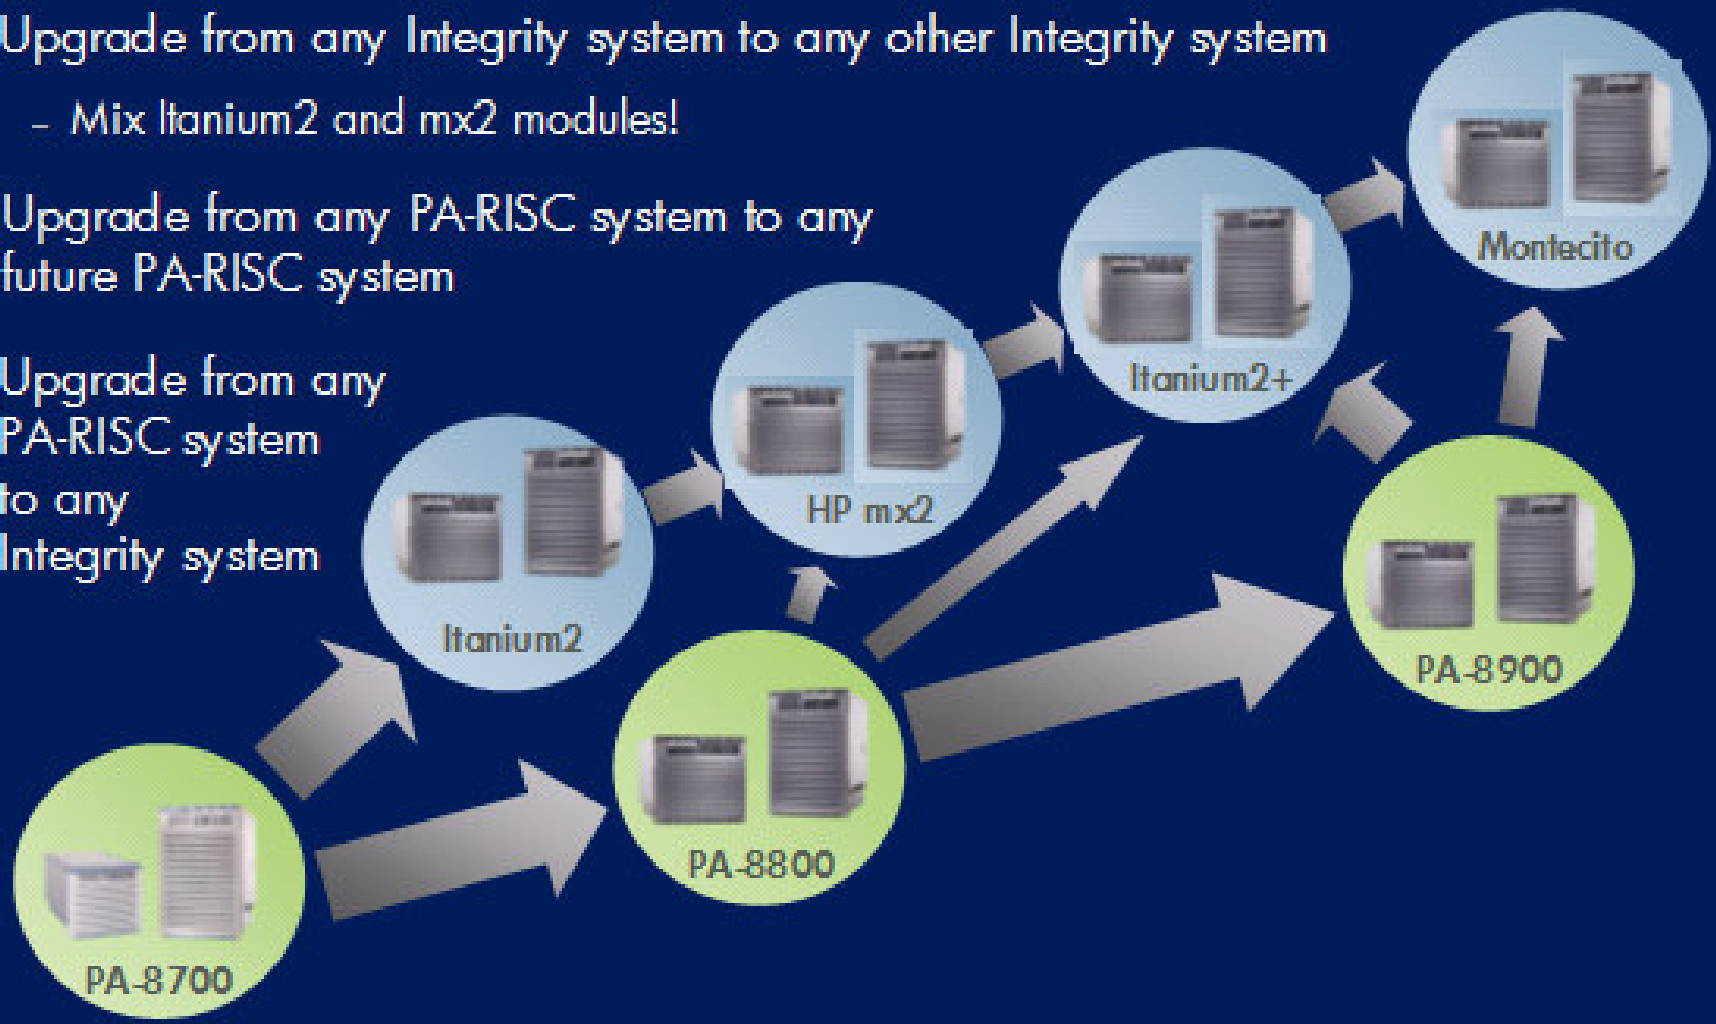 Upgrade from any Integrity system to any other Integrity system
– Mix Itanium2 and mx2 modules!
Upgrade from any PA-RISC system to any
future PA-RISC system
Upgrade from any
PA-RISC system
to any
Integrity system
Montecito
Itanium2+
HP mx2
Itanium2
PA-8900
PA-8800
PA-8700